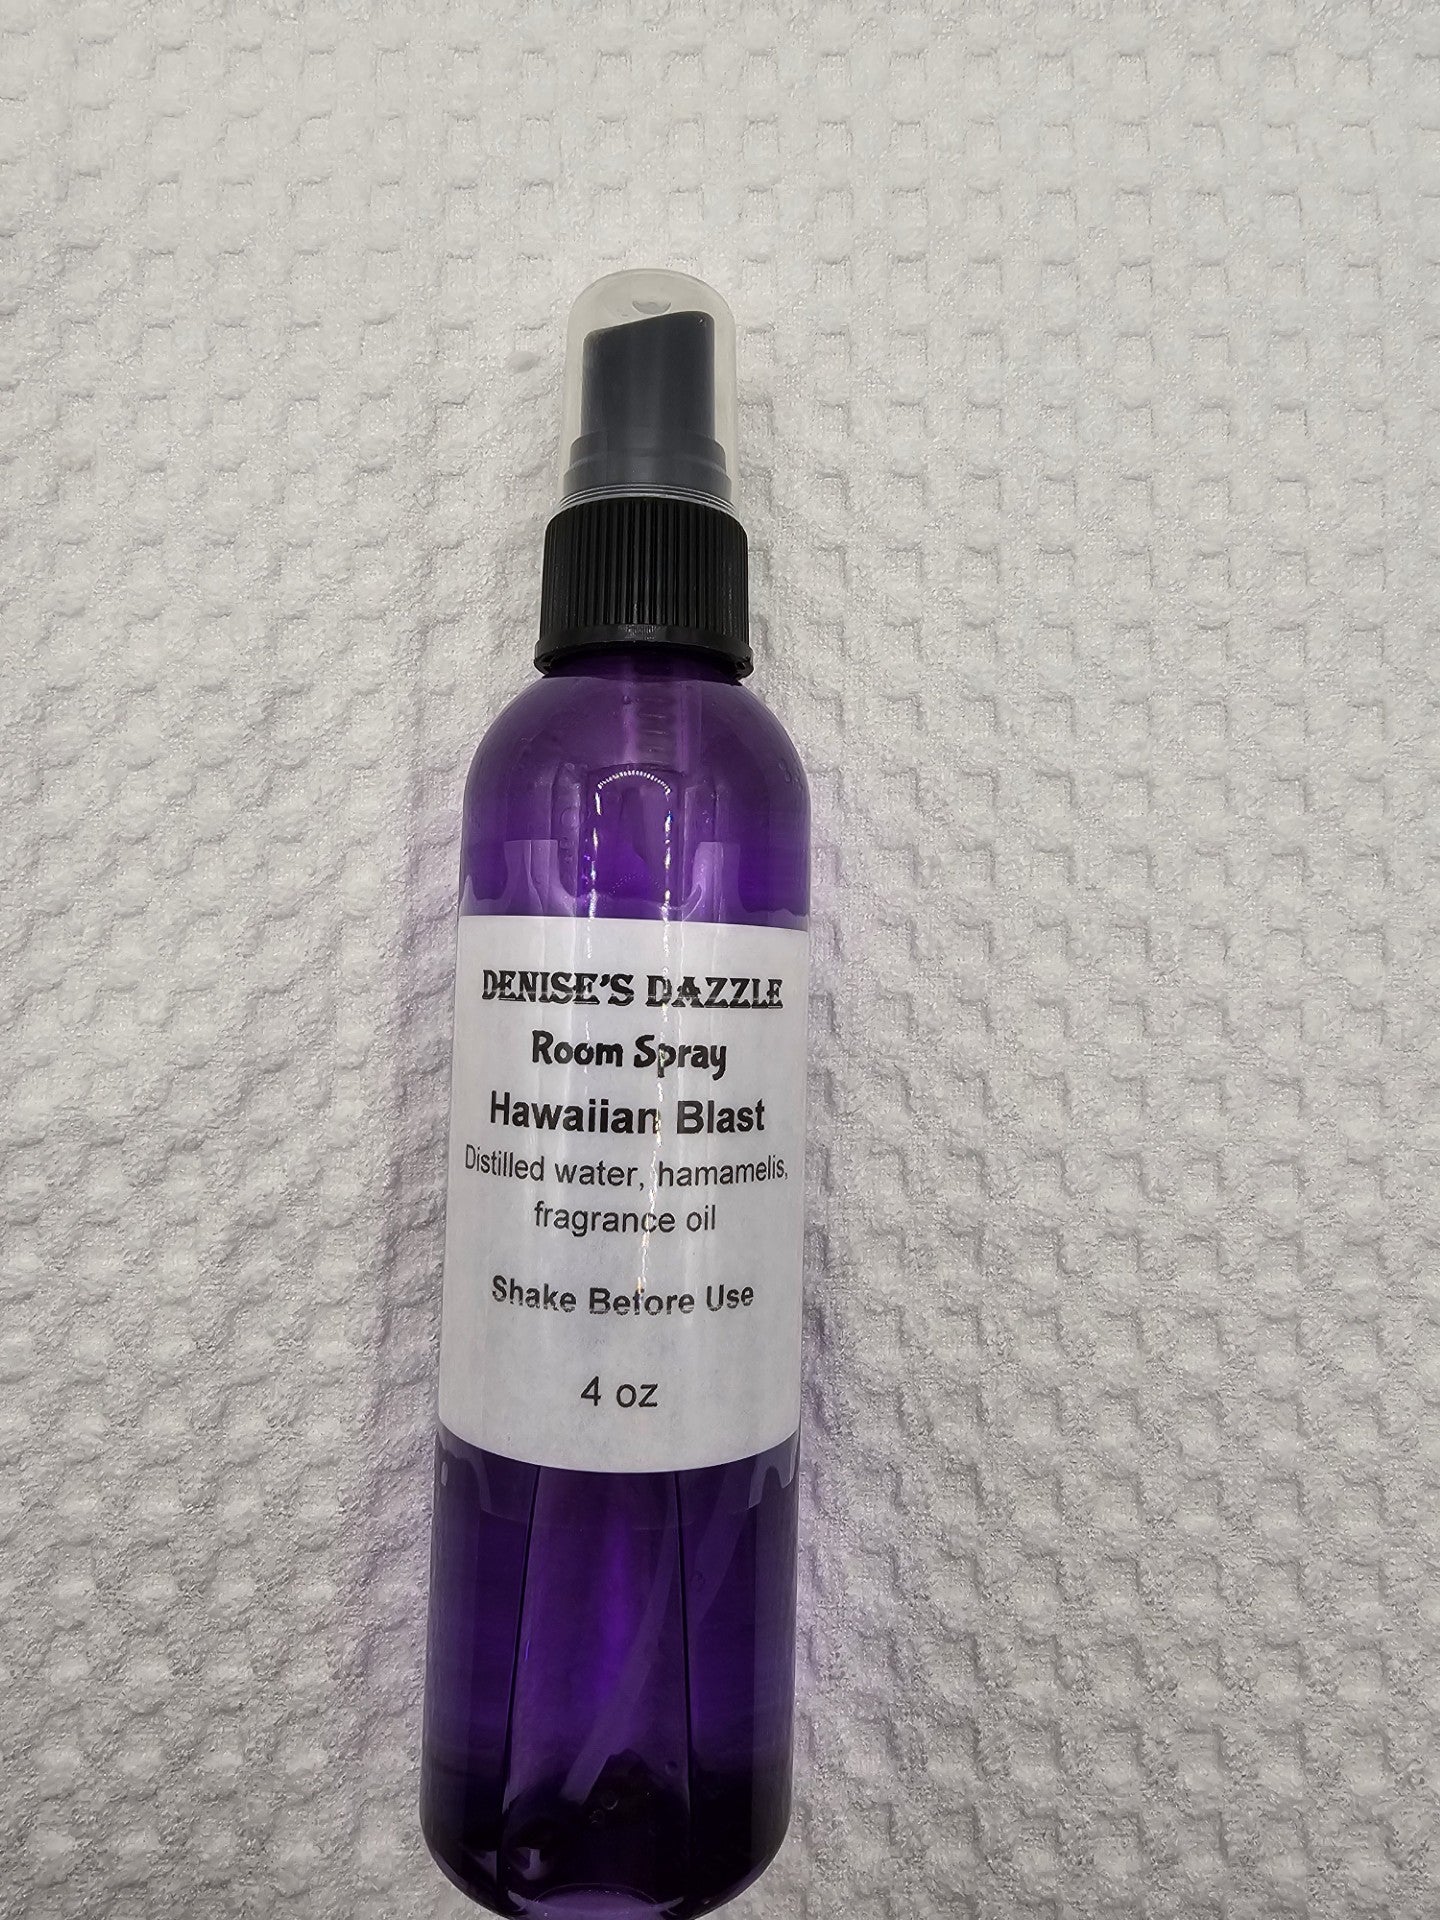 DENISE'S DAZZLE
Room Spray
Hawaiian Blast
Distilled water, hamamelis,
fragrance oil
Shake Before Use
4 oz